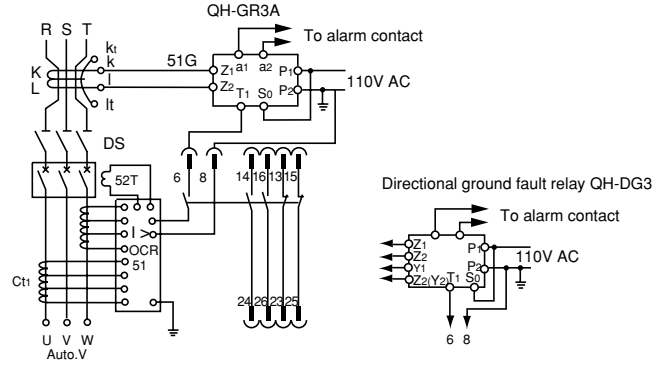 QH-GR3A
R S T
To alarm contact
kt
k
K
l
L
lt
51G
Z1 a1 a2 P1
Z2 T1 S0 P2
110V AC
DS
52T
6 8 14 16 13 15
I >
OCR
51
Ct1
24 26 23 25
U V W
Auto.V
Directional ground fault relay QH-DG3
To alarm contact
Z1 P1
Z2
110V AC
Y1 P2
Z2(Y2) T1 S0
6 8